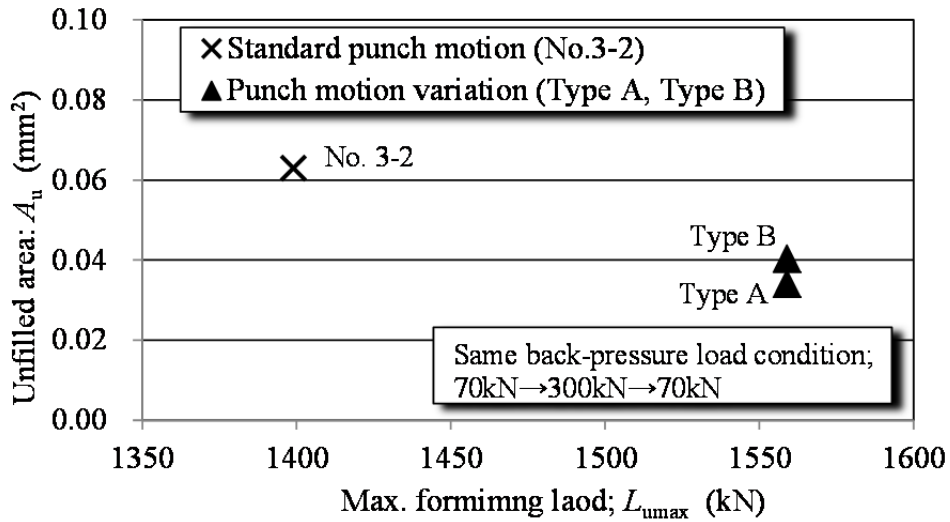 0.10
0.08
0.06
0.04
0.02
0.00
Unfilled area: Au (mm2)
× Standard punch motion (No.3-2)
▲ Punch motion variation (Type A, Type B)
No. 3-2
Type B
Type A
Same back-pressure load condition;
70kN→300kN→70kN
1350 1400 1450 1500 1550 1600
Max. formimng laod; Lumax (kN)